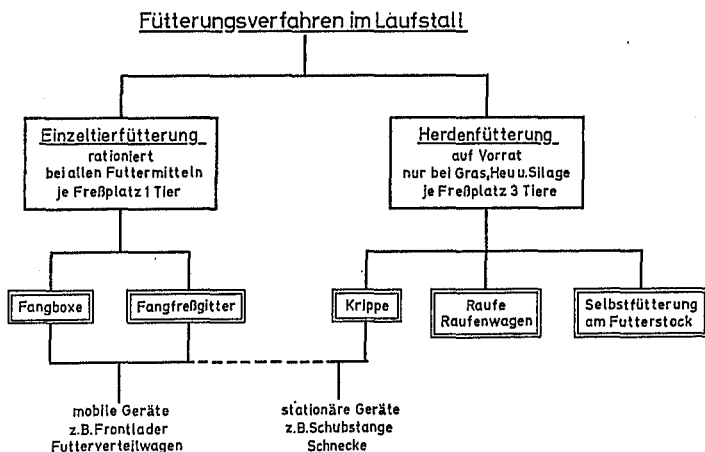 Fütterungsverfahren im Laufstall
Einzeltierfütterung
rationiert
bei allen Futtermitteln
je Freßplatz 1 Tier
Herdenfütterung
auf Vorrat
nur bei Gras,Heu u. Silage
je Freßplatz 3 Tiere
Fangboxe
Fangfreßgitter
Krippe
Raufe
Raufenwagen
Selbstfütterung
am Futterstock
mobile Geräte
z.B.Frontlader
Futterverteilwagen
stationäre Geräte
z.B.Schubstange
Schnecke